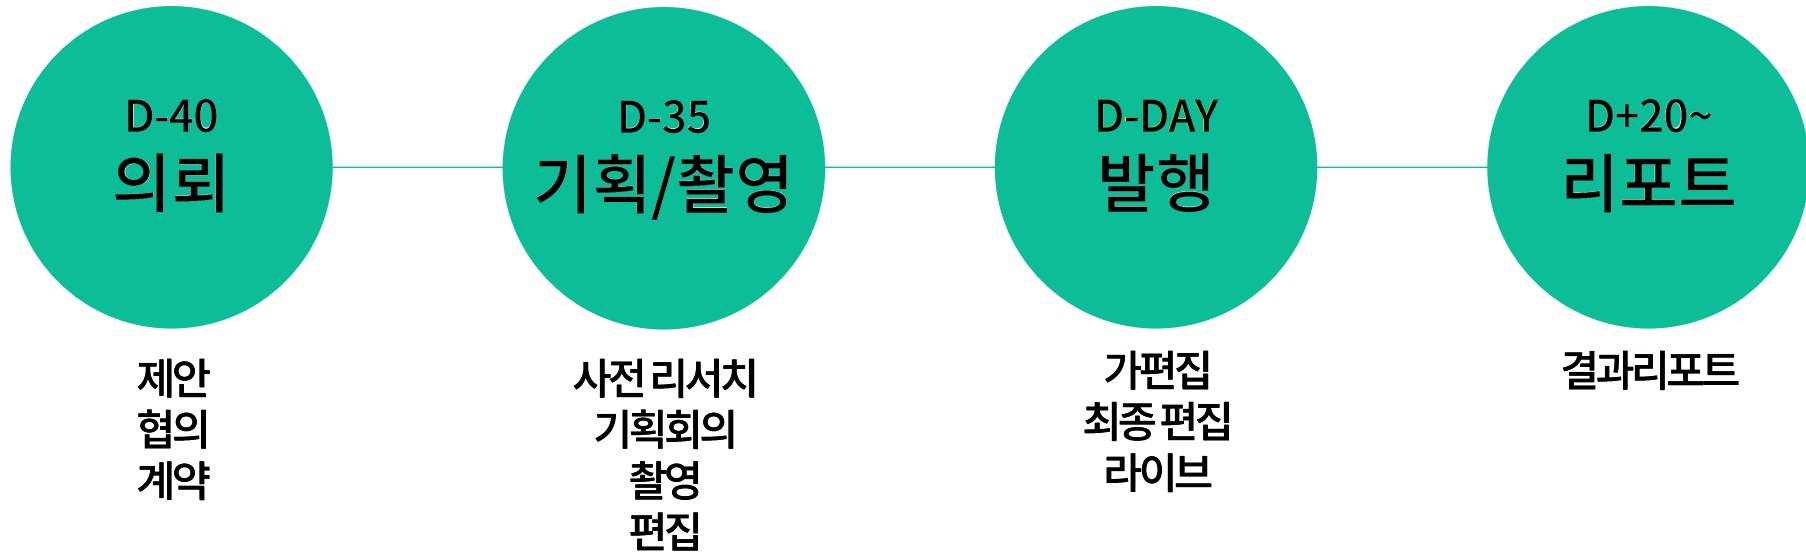 D-40
의뢰
제안
협의
계약
D-35
기획/촬영
사전 리서치
기획회의
촬영
편집
D-DAY
발행
가편집
최종 편집
라이브
D+20~
리포트
결과리포트